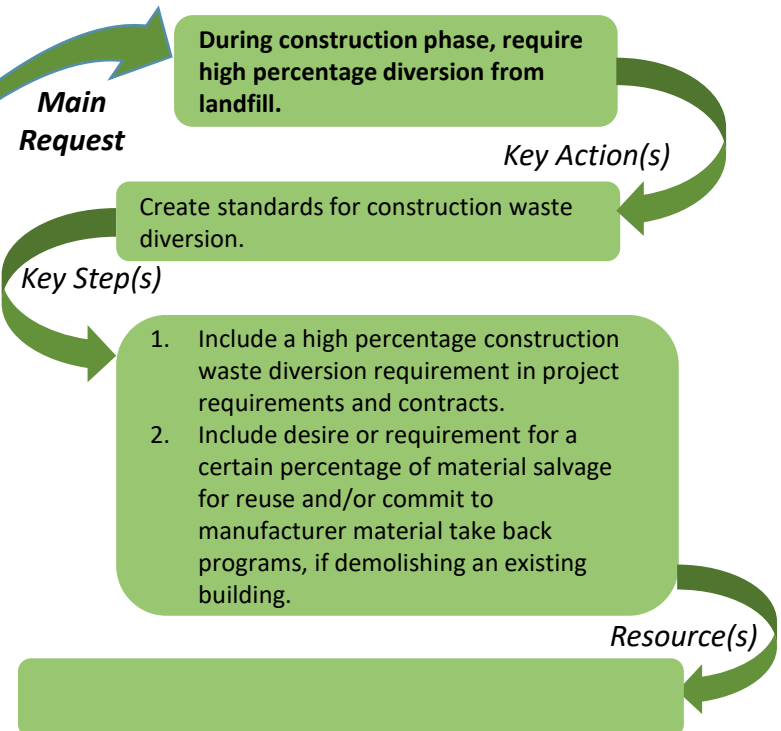 During construction phase, require
high percentage diversion from
landfill.
Main
Request
Key Action(s)
Create standards for construction waste
diversion.
Key Step(s)
1. Include a high percentage construction
waste diversion requirement in project
requirements and contracts.
2. Include desire or requirement for a
certain percentage of material salvage
for reuse and/or commit to
manufacturer material take back
programs, if demolishing an existing
building.
Resource(s)